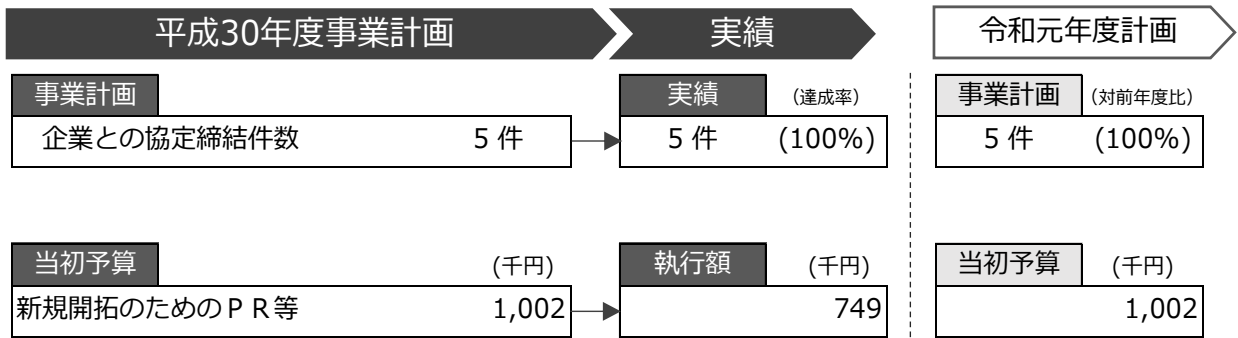 平成30年度事業計画 実績 令和元年度計画
事業計画 実績 （達成率） 事業計画 （対前年度比）
企業との協定締結件数 5 件 5 件 (100%) 5 件 (100%)
当初予算 (千円) 執行額 (千円) 当初予算 (千円)
新規開拓のためのＰＲ等 1,002 749 1,002